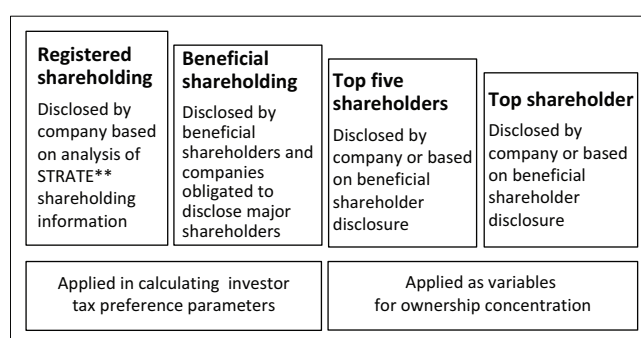 Registered
shareholding
Disclosed by
company based
on analysis of
STRATE**
shareholding
information
Beneficial
shareholding
Disclosed by
beneficial
shareholders and
companies
obligated to
disclose major
shareholders
Top five
shareholders
Disclosed by
company or based
on beneficial
shareholder
disclosure
Top shareholder
Disclosed by
company or based
on beneficial
shareholder
disclosure
Applied in calculating investor
tax preference parameters
Applied as variables
for ownership concentration